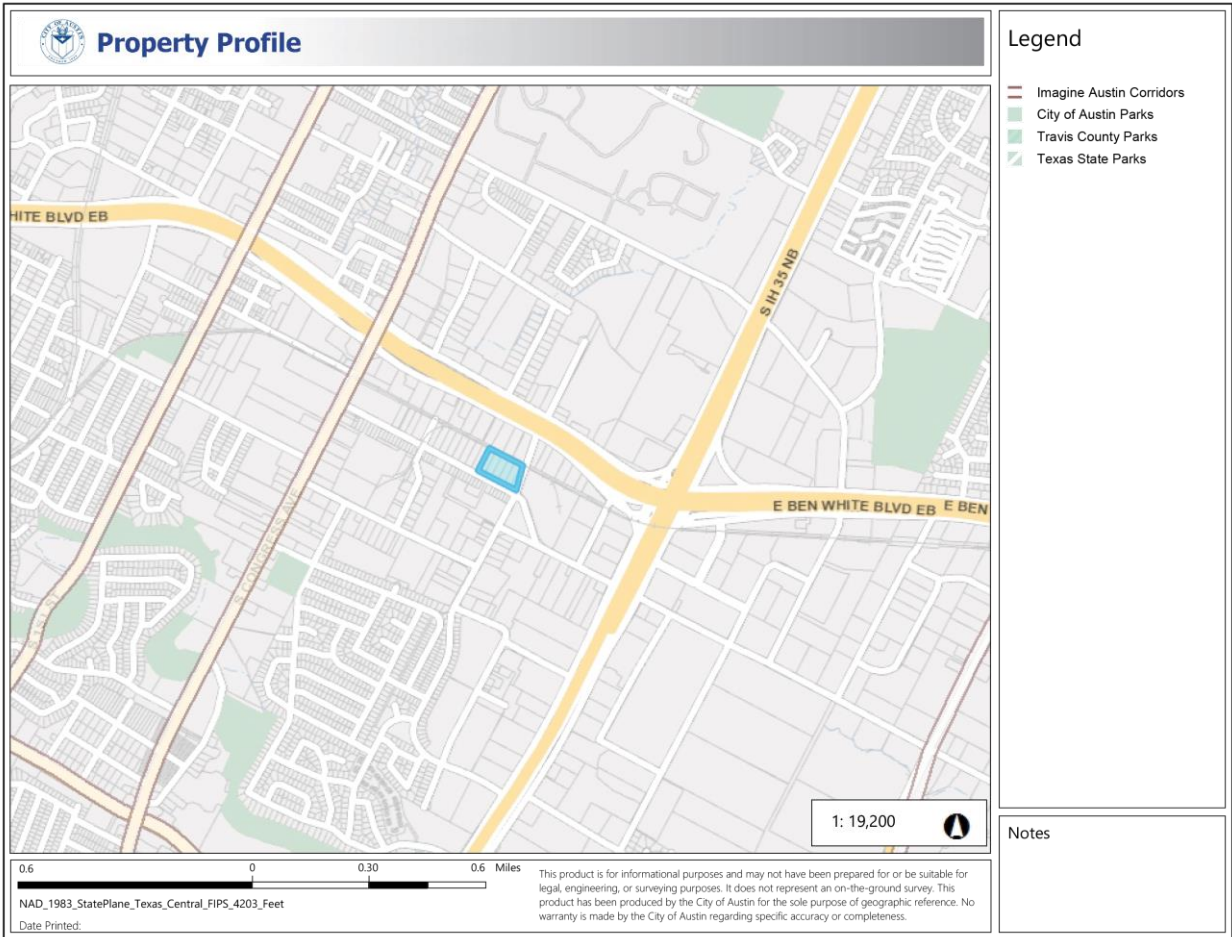 CITY OF AUSTIN
Property Profile
HITE BLVD EB
S IH 35 NB
E BEN WHITE BLVD EB
E BEN
S CONGRESS AVE
S 1ST ST
1: 19,200
Legend
Imagine Austin Corridors
City of Austin Parks
Travis County Parks
Texas State Parks
Notes
0.6 0 0.30 0.6 Miles
NAD_1983_StatePlane_Texas_Central_FIPS_4203_Feet
Date Printed:
This product is for informational purposes and may not have been prepared for or be suitable for
legal, engineering, or surveying purposes. It does not represent an on-the-ground survey. This
product has been produced by the City of Austin for the sole purpose of geographic reference. No
warranty is made by the City of Austin regarding specific accuracy or completeness.